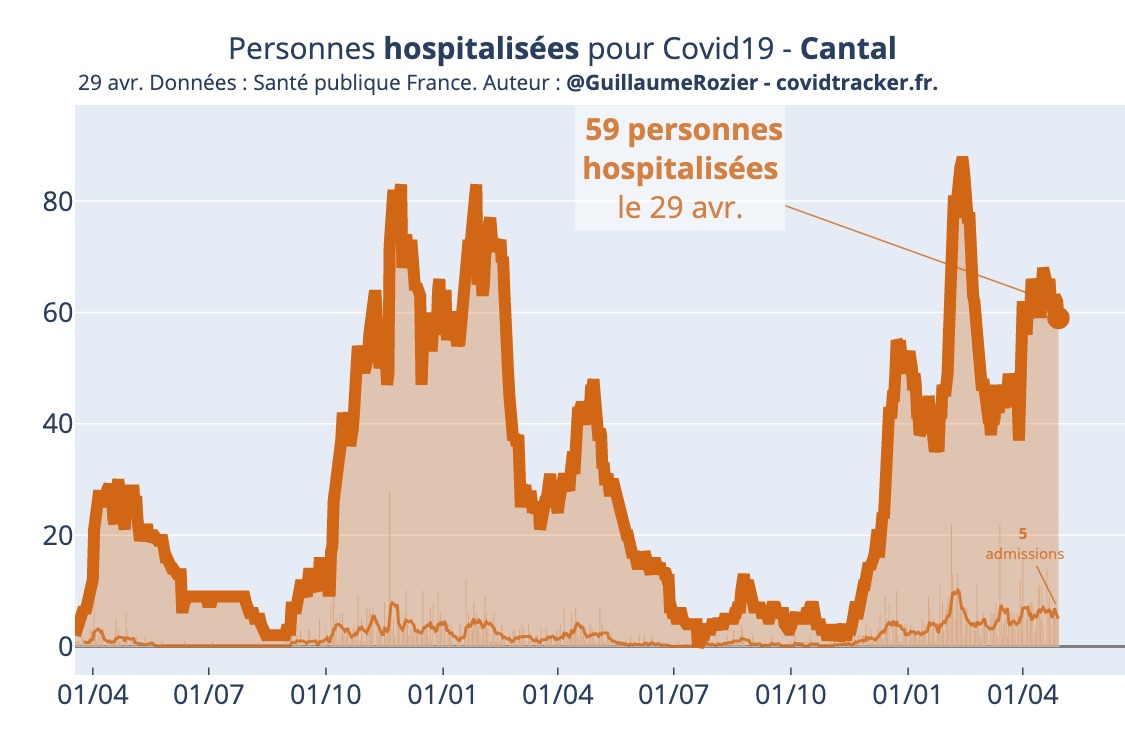 Personnes hospitalisées pour Covid19 - Cantal
29 avr. Données : Santé publique France. Auteur : @GuillaumeRozier - covidtracker.fr.
59 personnes
hospitalisées
le 29 avr.
80
60
40
20
0
5
admissions
01/04 01/07 01/10 01/01 01/04 01/07 01/10 01/01 01/04